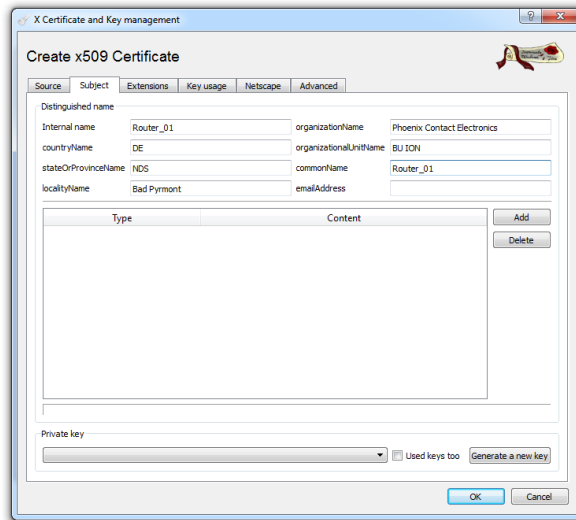 X Certificate and Key management
Create x509 Certificate
Source Subject Extensions Key usage Netscape Advanced
Distinguished name
Internal name Router_01 organizationName Phoenix Contact Electronics
countryName DE organizationalUnitName BU ION
stateOrProvinceName NDS commonName Router_01
localityName Bad Pyrmont emailAddress
Type Content Add
Delete
Private key
Used keys too Generate a new key
OK Cancel